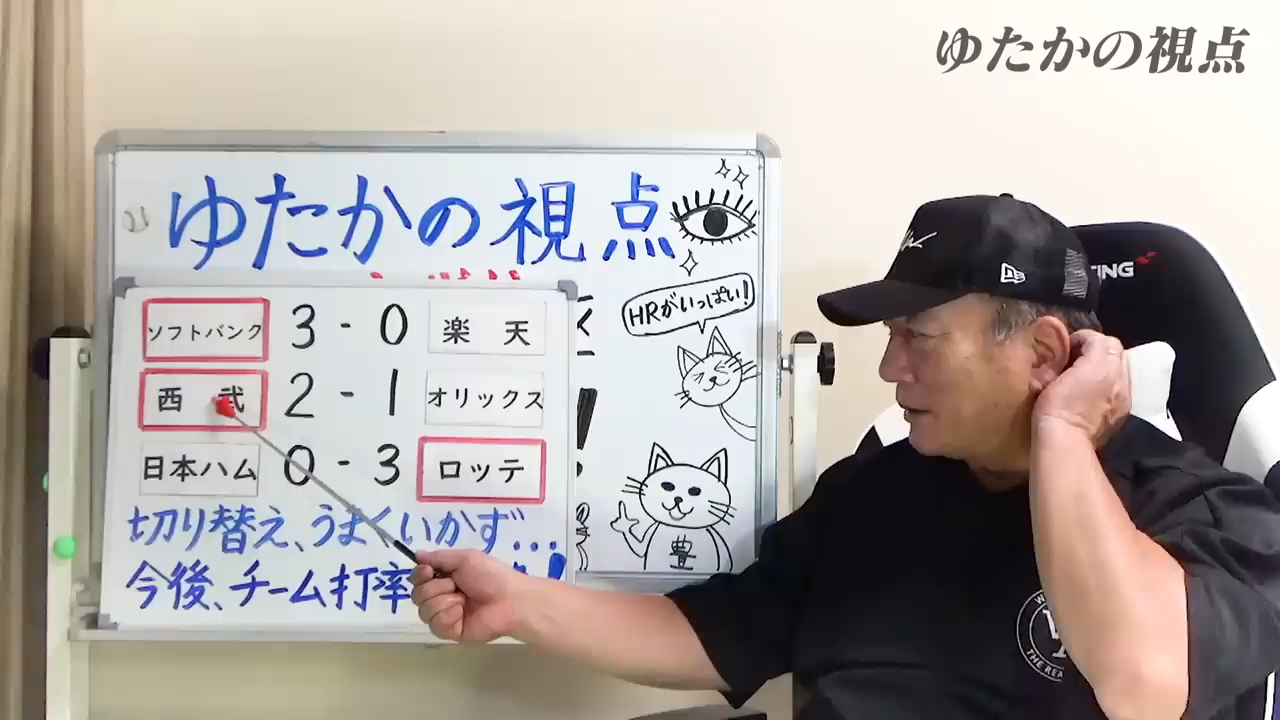 ゆたかの視点
ゆたかの視点
HRがいっぱい!
ソフトバンク 3 - 0 楽天
西武 2 - 1 オリックス
日本ハム 0 - 3 ロッテ
切り替え、うまくいかず...
今後、チーム打率
豊